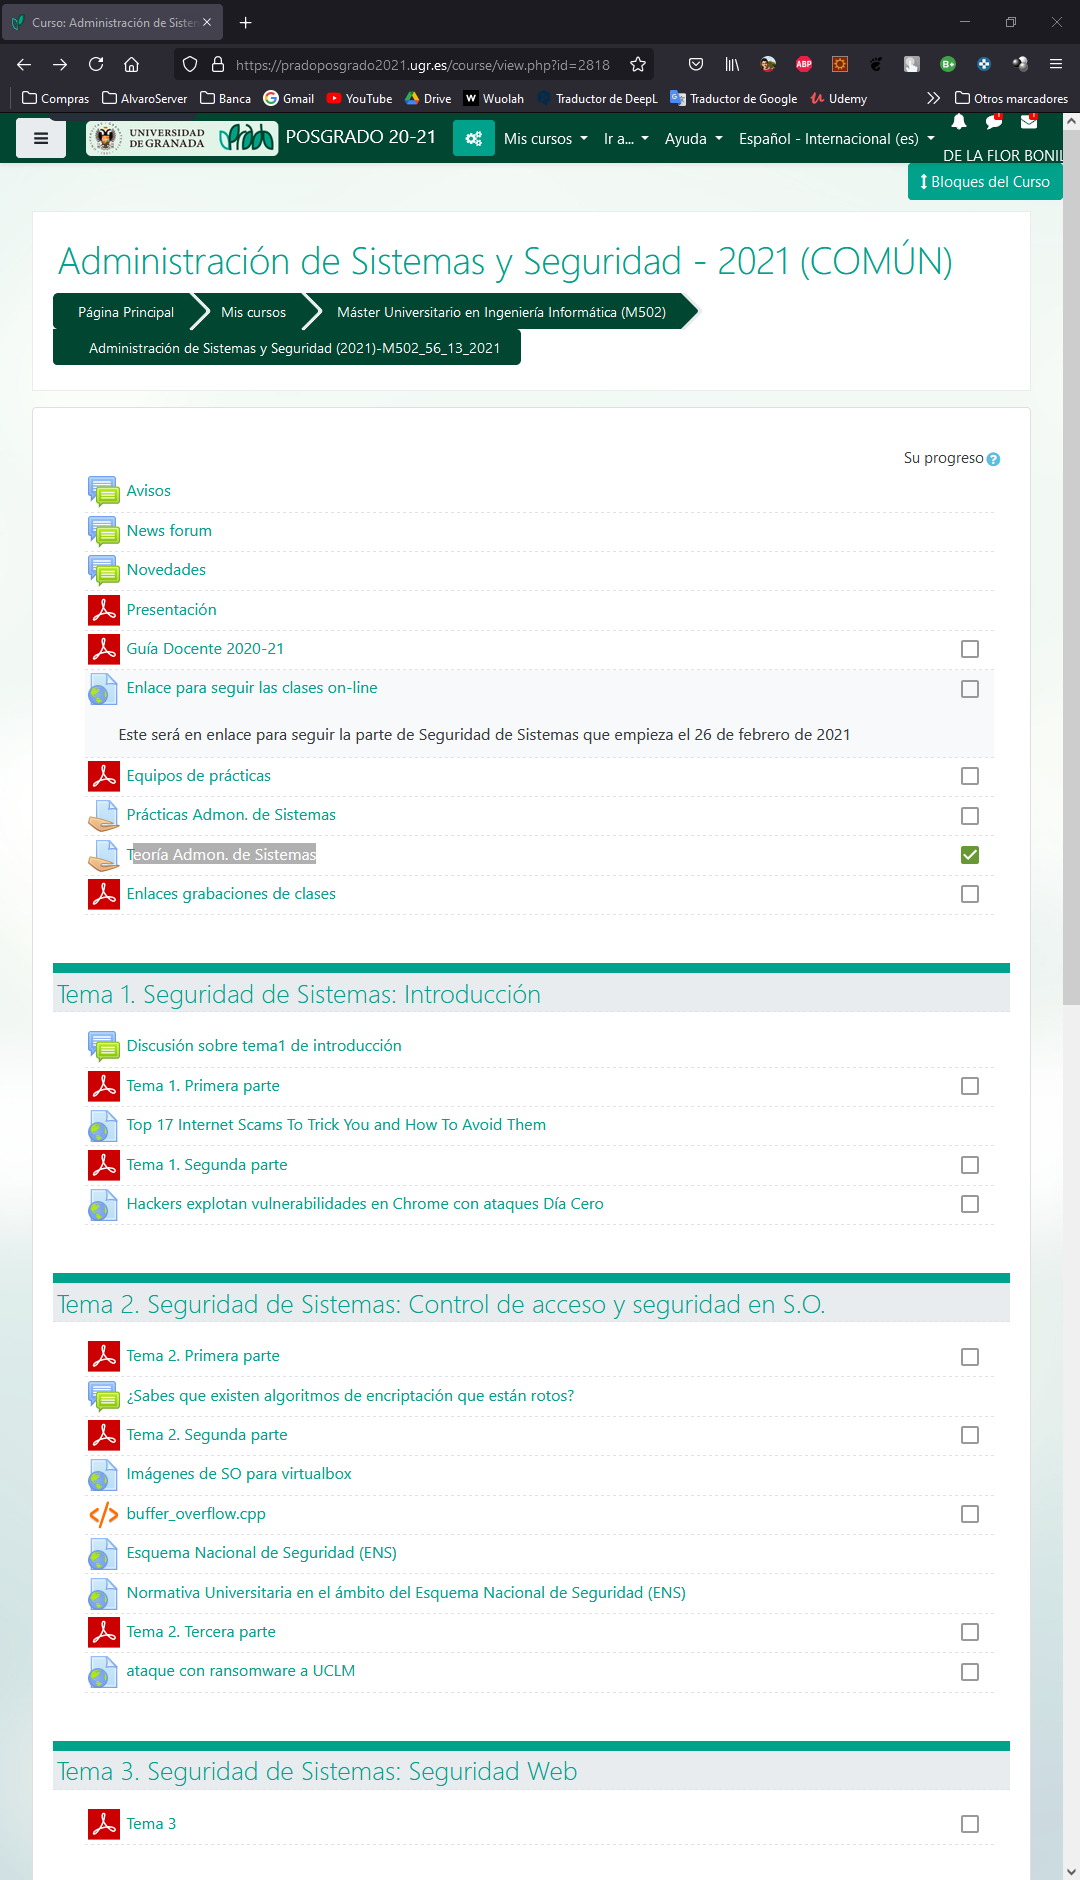 Curso: Administración de Sisten
https://pradoposgrado2021.ugr.es/course/view.php?id=2818
ABP
B+
Compras AlvaroServer Banca Gmail YouTube Drive Wuolah Traductor de DeepL Traductor de Google Udemy Otros marcadores
UNIVERSIDAD
DE GRANADA
POSGRADO 20-21 Mis cursos Ir a... Ayuda Español - Internacional (es)
DE LA FLOR BONIL
Bloques del Curso
Administración de Sistemas y Seguridad - 2021 (COMÚN)
Página Principal Mis cursos Máster Universitario en Ingeniería Informática (M502)
Administración de Sistemas y Seguridad (2021)-M502_56_13_2021
Su progreso
Avisos
News forum
Novedades
Presentación
Guía Docente 2020-21
Enlace para seguir las clases on-line
Este será en enlace para seguir la parte de Seguridad de Sistemas que empieza el 26 de febrero de 2021
Equipos de prácticas
Prácticas Admon. de Sistemas
Teoría Admon. de Sistemas
Enlaces grabaciones de clases
Tema 1. Seguridad de Sistemas: Introducción
Discusión sobre tema1 de introducción
Tema 1. Primera parte
Top 17 Internet Scams To Trick You and How To Avoid Them
Tema 1. Segunda parte
Hackers explotan vulnerabilidades en Chrome con ataques Día Cero
Tema 2. Seguridad de Sistemas: Control de acceso y seguridad en S.O.
Tema 2. Primera parte
¿Sabes que existen algoritmos de encriptación que están rotos?
Tema 2. Segunda parte
Imágenes de SO para virtualbox
buffer_overflow.cpp
Esquema Nacional de Seguridad (ENS)
Normativa Universitaria en el ámbito del Esquema Nacional de Seguridad (ENS)
Tema 2. Tercera parte
ataque con ransomware a UCLM
Tema 3. Seguridad de Sistemas: Seguridad Web
Tema 3